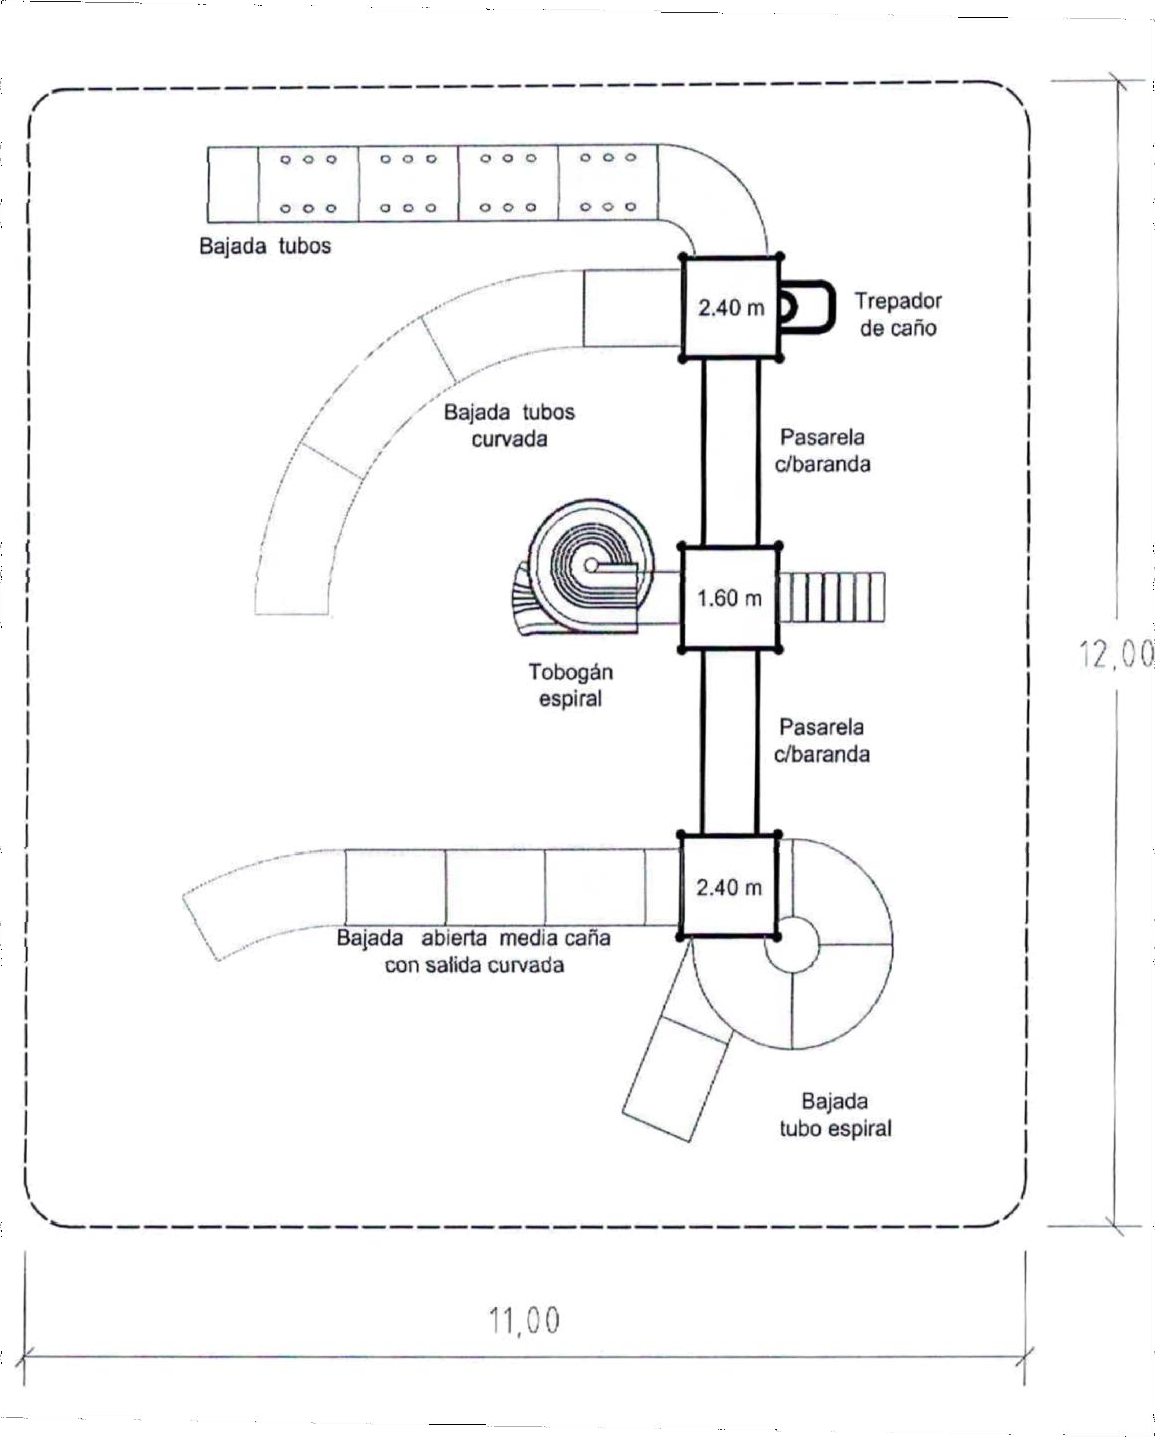 Bajada tubos
2.40 m
Trepador
de caño
Bajada tubos
curvada
Pasarela
c/baranda
1.60 m
12,00
Tobogán
espiral
Pasarela
c/baranda
2.40 m
Bajada abierta media caña
con salida curvada
Bajada
tubo espiral
11,00